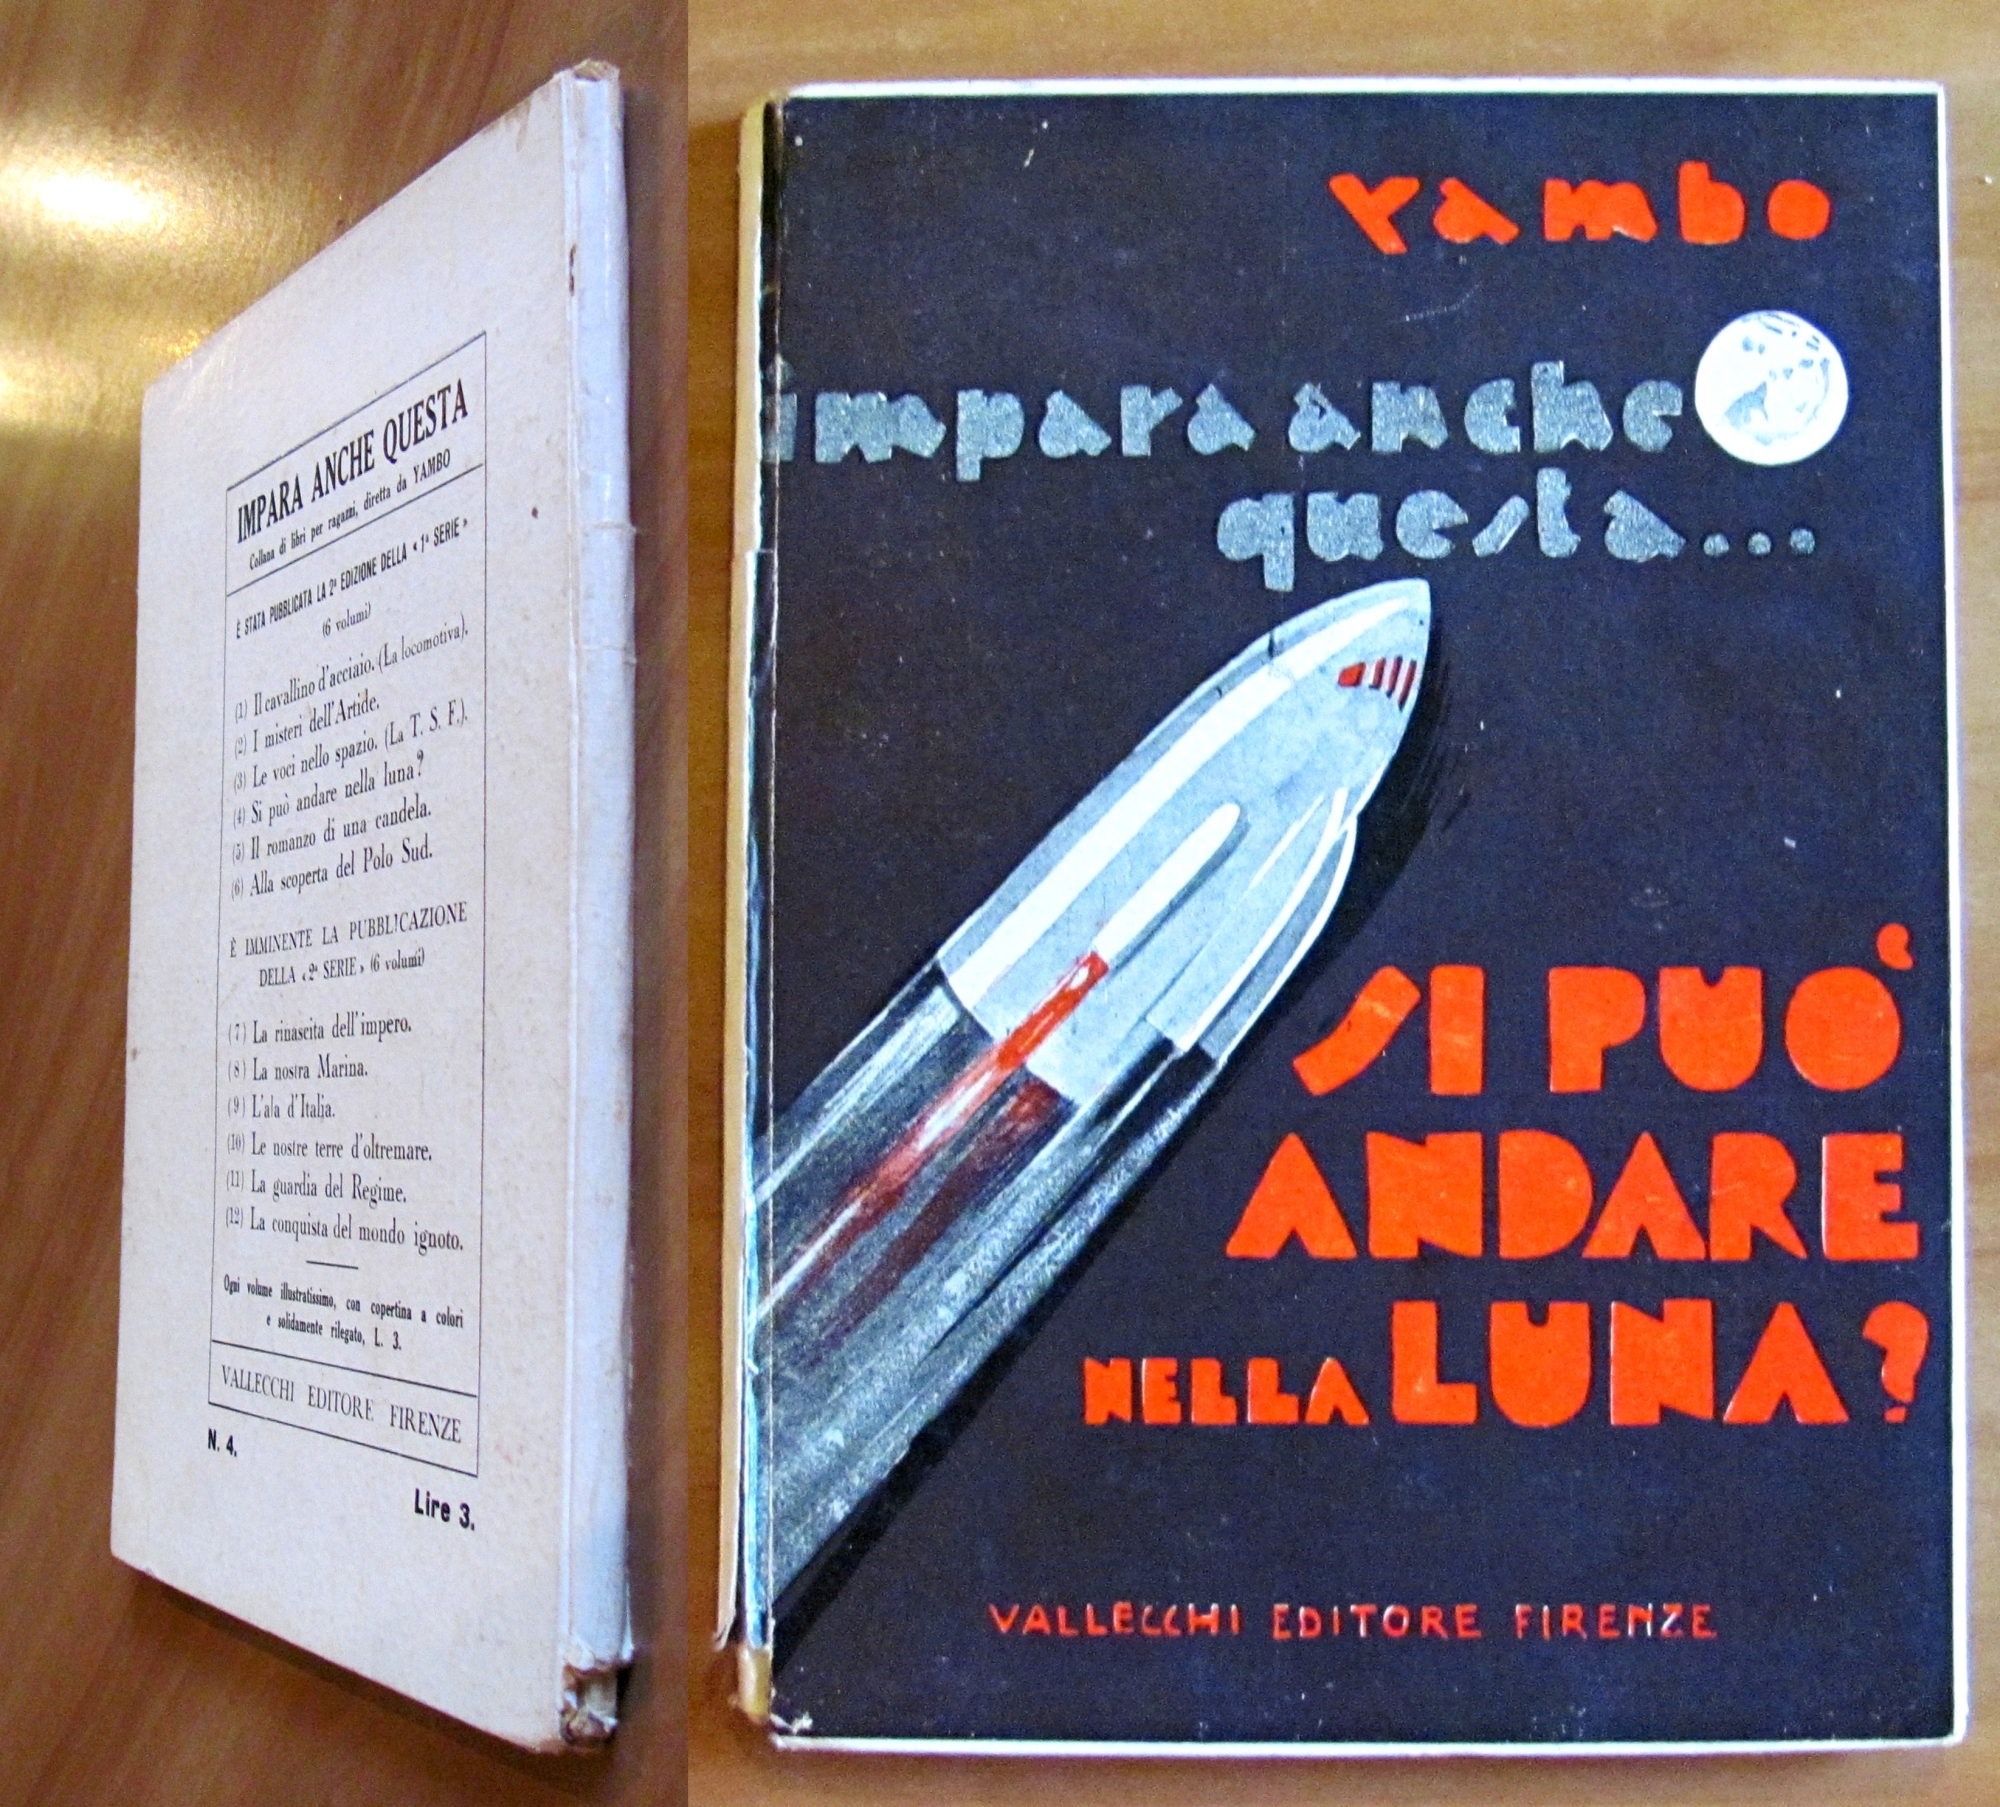 IMPARA ANCHE QUESTA
Collana di libri per ragazzi, diretta da YAMBO
È STATA PUBBLICATA LA 2ª EDIZIONE DELLA « 1ª SERIE »
(6 volumi)
(1) Il cavallino d'acciaio. (La locomotiva).
(2) I misteri dell'Artide.
(3) Le voci nello spazio. (La T. S. F.).
(4) Si può andare nella luna?
(5) Il romanzo di una candela.
(6) Alla scoperta del Polo Sud.
È IMMINENTE LA PUBBLICAZIONE
DELLA « 2ª SERIE » (6 volumi)
(7) La rinascita dell'impero.
(8) La nostra Marina.
(9) L'ala d'Italia.
(10) Le nostre terre d'oltremare.
(11) La guardia del Regime.
(12) La conquista del mondo ignoto.
Ogni volume illustratissimo, con copertina a colori
e solidamente rilegato, L. 3.
VALLECCHI EDITORE FIRENZE
N. 4.
Lire 3.
yambo
impara anche
questa...
SI PUO'
ANDARE
NELLA LUNA?
VALLECCHI EDITORE FIRENZE